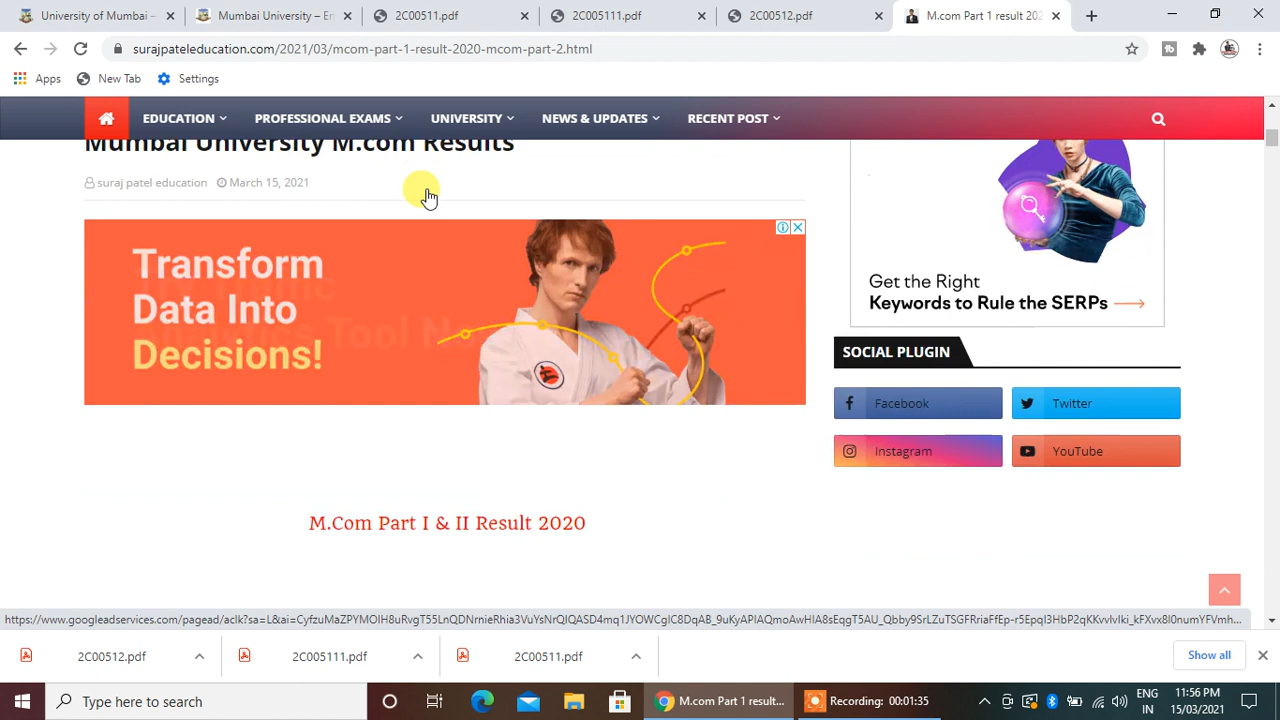 University of Mumbai –
Mumbai University – En
2C00511.pdf
2C005111.pdf
2C00512.pdf
M.com Part 1 result 202
surajpateleducation.com/2021/03/mcom-part-1-result-2020-mcom-part-2.html
Apps
New Tab
Settings
EDUCATION
PROFESSIONAL EXAMS
UNIVERSITY
NEWS & UPDATES
RECENT POST
Mumbai University M.com Results
suraj patel education
March 15, 2021
Transform
Data Into
Decisions!
Get the Right
Keywords to Rule the SERPs
SOCIAL PLUGIN
Facebook
Twitter
Instagram
YouTube
M.Com Part I & II Result 2020
2C00512.pdf
2C005111.pdf
2C00511.pdf
Show all
Type here to search
M.com Part 1 result...
Recording: 00:01:35
ENG
IN
11:56 PM
15/03/2021